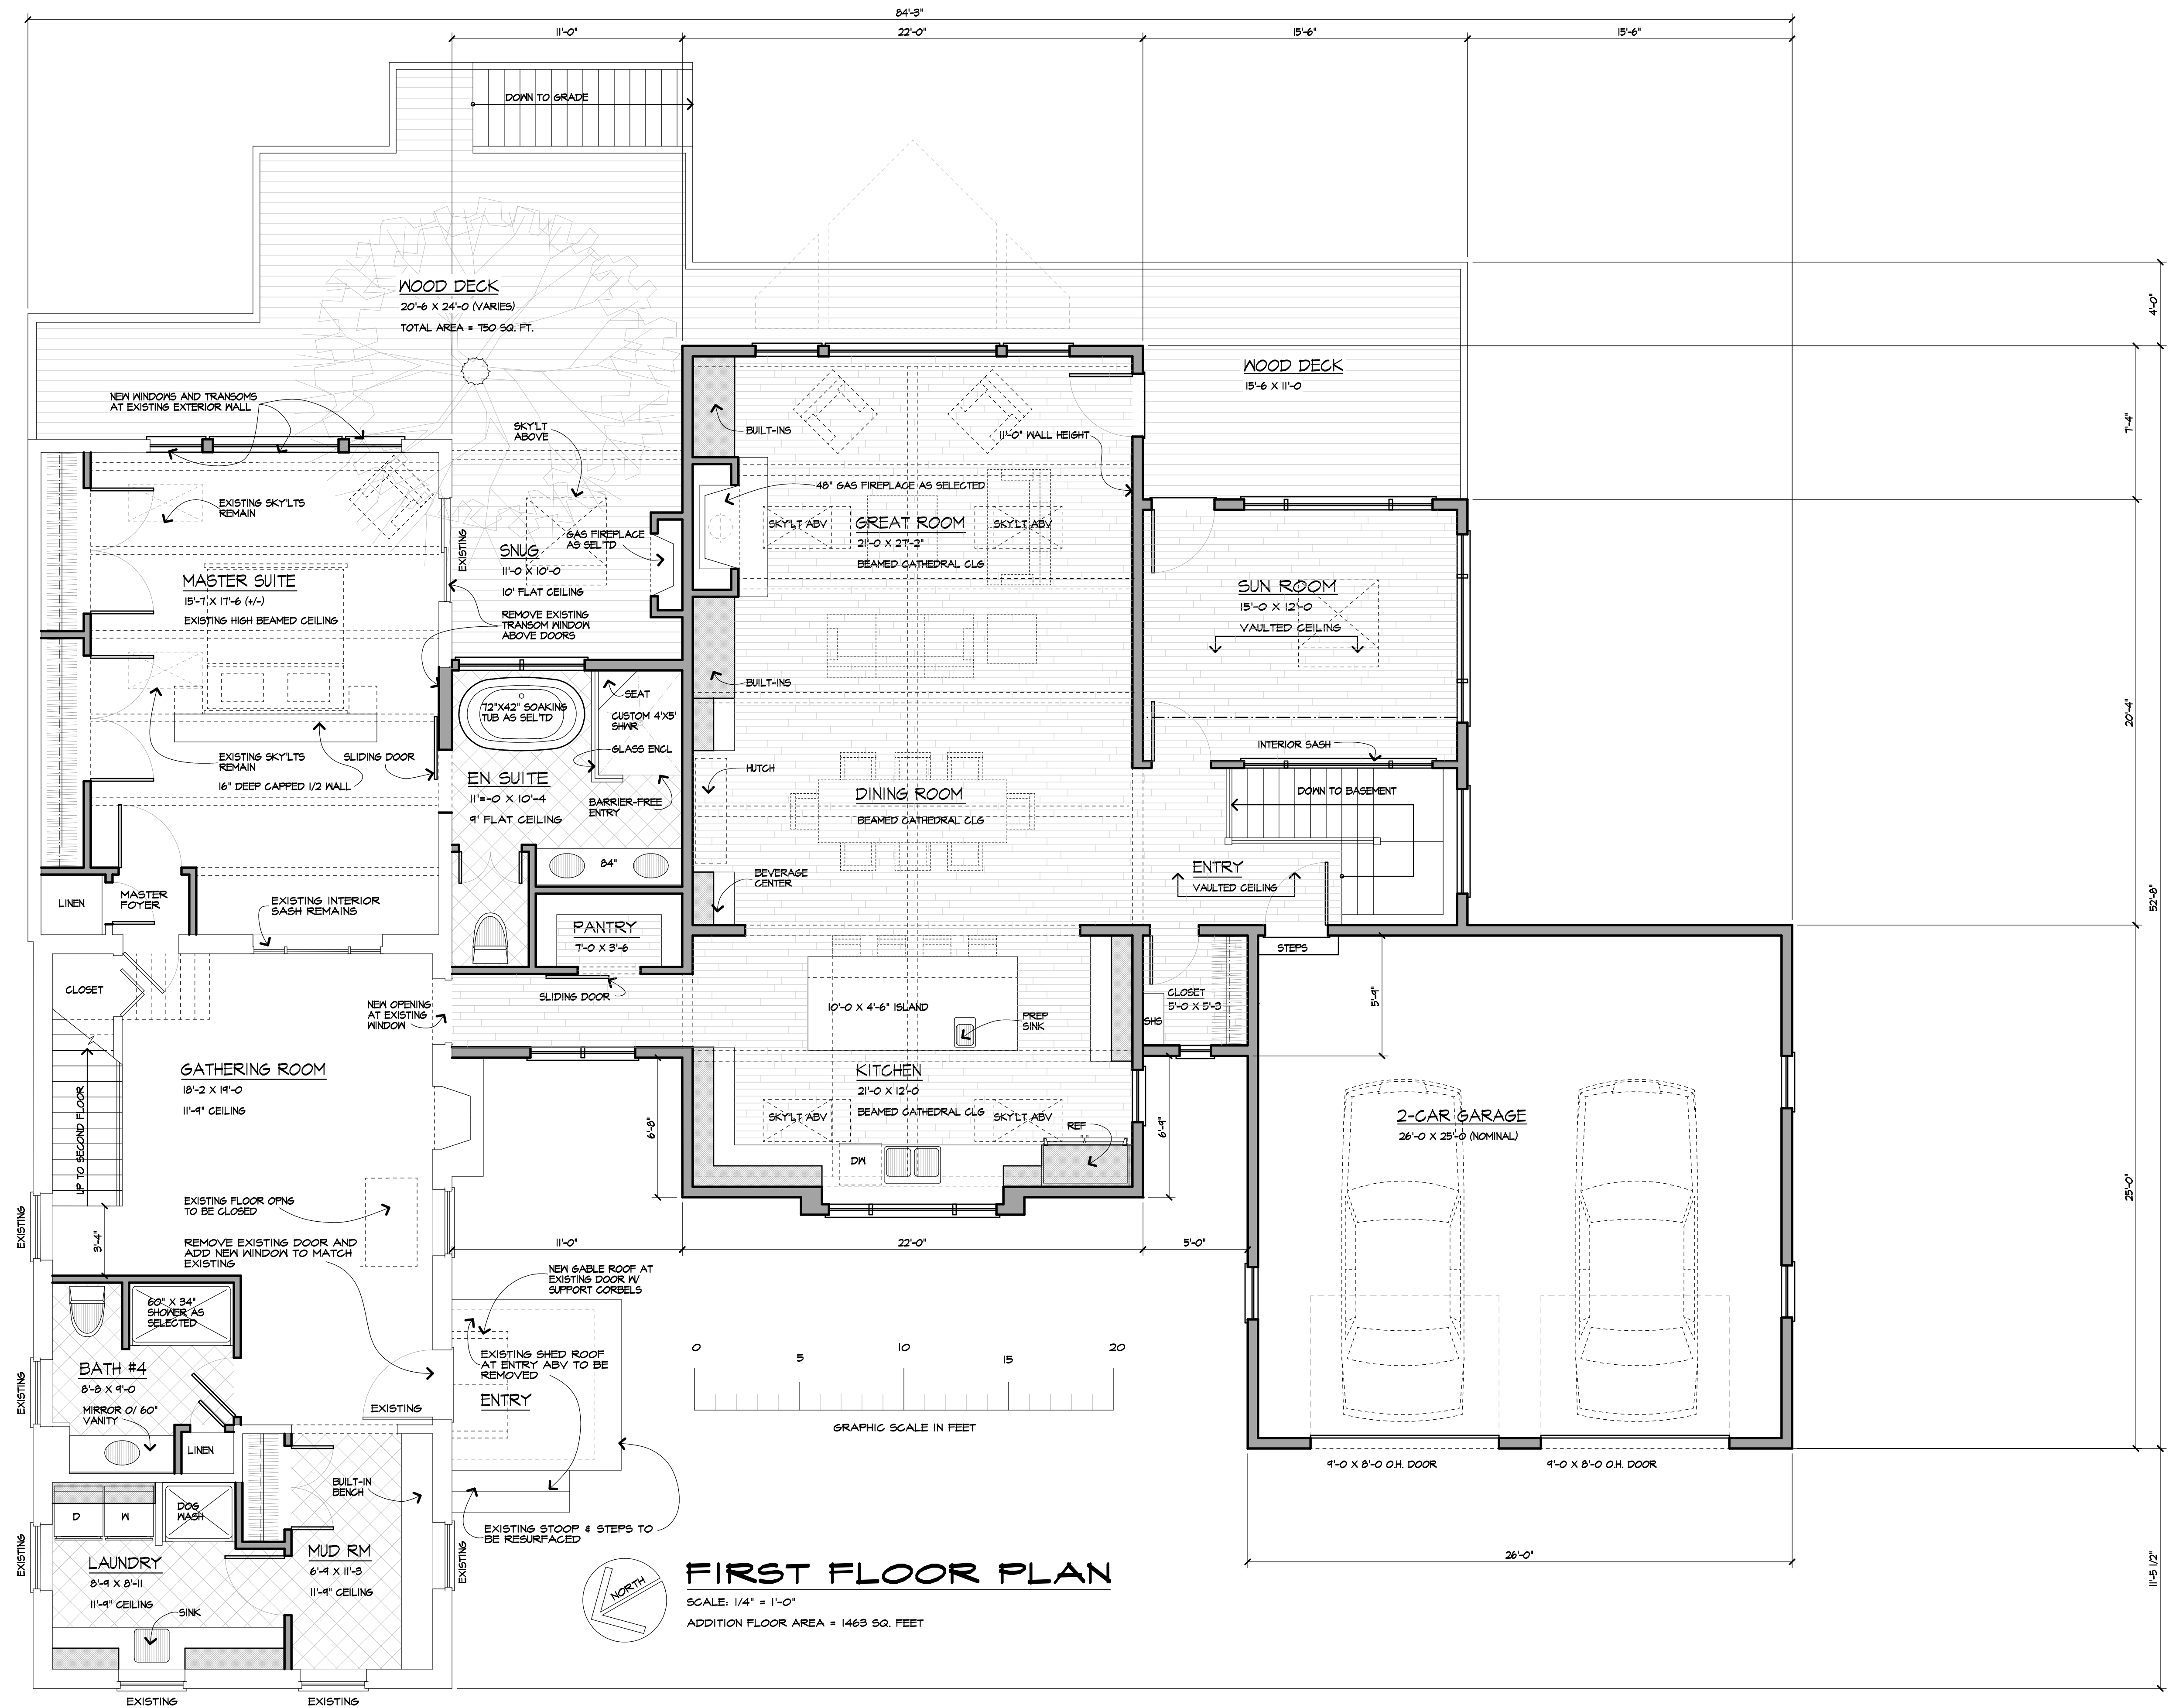 84'-3"
11'-0"
22'-0"
15'-6"
15'-6"
DOWN TO GRADE
WOOD DECK
20'-6 X 24'-0 (VARIES)
TOTAL AREA = 750 SQ. FT.
4'-0"
WOOD DECK
15'-6 X 11'-0
NEW WINDOWS AND TRANSOMS
AT EXISTING EXTERIOR WALL
SKY'LT
ABOVE
BUILT-INS
11'-0" WALL HEIGHT
7'-4"
EXISTING SKY'LTS
REMAIN
48" GAS FIREPLACE AS SELECTED
SKY'LT ABV
GREAT ROOM
21'-0 X 27'-2"
BEAMED CATHEDRAL CLG
SKY'LT ABV
EXISTING
GAS FIREPLACE
AS SEL'TD
SNUG
11'-0 X 10'-0
10' FLAT CEILING
MASTER SUITE
15'-7 X 17'-6 (+/-)
EXISTING HIGH BEAMED CEILING
REMOVE EXISTING
TRANSOM WINDOW
ABOVE DOORS
SUN ROOM
15'-0 X 12'-0
VAULTED CEILING
20'-4"
BUILT-INS
SEAT
72"X42" SOAKING
TUB AS SEL'TD
CUSTOM 4'X5'
SHWR
GLASS ENCL
EXISTING SKY'LTS
REMAIN
SLIDING DOOR
16" DEEP CAPPED 1/2 WALL
INTERIOR SASH
HUTCH
EN SUITE
11'=-0 X 10'-4
9' FLAT CEILING
BARRIER-FREE
ENTRY
DINING ROOM
BEAMED CATHEDRAL CLG
DOWN TO BASEMENT
84"
BEVERAGE
CENTER
ENTRY
VAULTED CEILING
LINEN
MASTER
FOYER
EXISTING INTERIOR
SASH REMAINS
52'-8"
PANTRY
7'-0 X 3'-6
STEPS
CLOSET
SLIDING DOOR
NEW OPENING
AT EXISTING
WINDOW
10'-0 X 4'-6" ISLAND
PREP
SINK
CLOSET
5'-0 X 5'-3
SHS
5'-9"
GATHERING ROOM
18'-2 X 19'-0
11'-9" CEILING
UP TO SECOND FLOOR
KITCHEN
21'-0 X 12'-0
BEAMED CATHEDRAL CLG
SKY'LT ABV
SKY'LT ABV
REF
6'-8"
6'-9"
DW
2-CAR GARAGE
26'-0 X 25'-0 (NOMINAL)
25'-0"
EXISTING FLOOR OPNG
TO BE CLOSED
EXISTING
3'-4"
REMOVE EXISTING DOOR AND
ADD NEW WINDOW TO MATCH
EXISTING
11'-0"
22'-0"
5'-0"
NEW GABLE ROOF AT
EXISTING DOOR W/
SUPPORT CORBELS
60" X 34"
SHOWER AS
SELECTED
EXISTING SHED ROOF
AT ENTRY ABV TO BE
REMOVED
ENTRY
0
5
10
15
20
GRAPHIC SCALE IN FEET
BATH #4
8'-8 X 9'-0
MIRROR O/ 60"
VANITY
EXISTING
EXISTING
LINEN
BUILT-IN
BENCH
9'-0 X 8'-0 O.H. DOOR
9'-0 X 8'-0 O.H. DOOR
D
W
DOG
WASH
EXISTING STOOP & STEPS TO
BE RESURFACED
EXISTING
EXISTING
LAUNDRY
8'-9 X 8'-11
11'-9" CEILING
MUD RM
6'-9 X 11'-3
11'-9" CEILING
SINK
26'-0"
11'-5 1/2"
NORTH
FIRST FLOOR PLAN
SCALE: 1/4" = 1'-0"
ADDITION FLOOR AREA = 1463 SQ. FEET
EXISTING
EXISTING